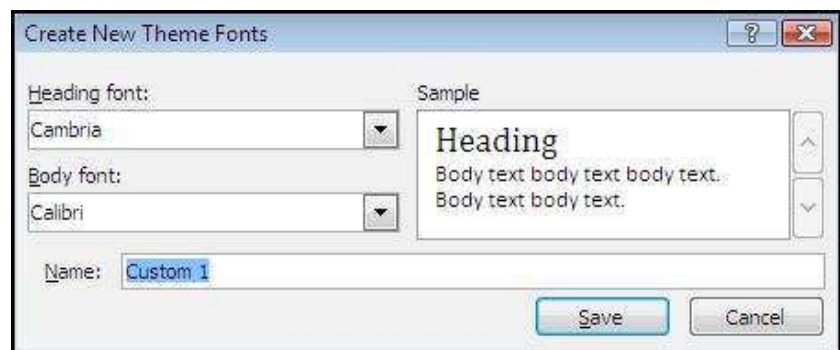 Create New Theme Fonts
Heading font:
Cambria
Body font:
Calibri
Sample
Heading
Body text body text body text.
Body text body text.
Name: Custom 1
Save Cancel